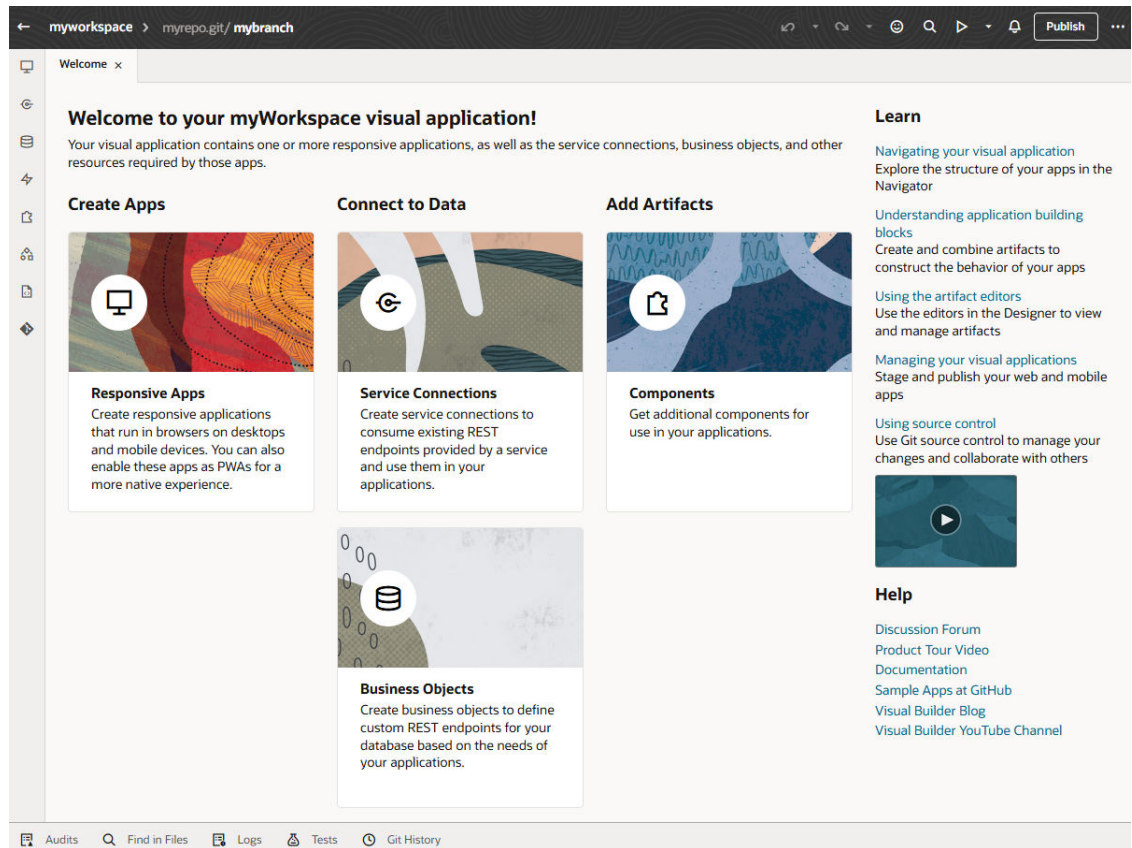 myworkspace > myrepo.git/ mybranch
Publish
Welcome x
Welcome to your myWorkspace visual application!
Your visual application contains one or more responsive applications, as well as the service connections, business objects, and other
resources required by those apps.
Create Apps
Responsive Apps
Create responsive applications
that run in browsers on desktops
and mobile devices. You can also
enable these apps as PWAs for a
more native experience.
Connect to Data
Service Connections
Create service connections to
consume existing REST
endpoints provided by a service
and use them in your
applications.
Business Objects
Create business objects to define
custom REST endpoints for your
database based on the needs of
your applications.
Add Artifacts
Components
Get additional components for
use in your applications.
Learn
Navigating your visual application
Explore the structure of your apps in the
Navigator
Understanding application building
blocks
Create and combine artifacts to
construct the behavior of your apps
Using the artifact editors
Use the editors in the Designer to view
and manage artifacts
Managing your visual applications
Stage and publish your web and mobile
apps
Using source control
Use Git source control to manage your
changes and collaborate with others
Help
Discussion Forum
Product Tour Video
Documentation
Sample Apps at GitHub
Visual Builder Blog
Visual Builder YouTube Channel
Audits Find in Files Logs Tests Git History